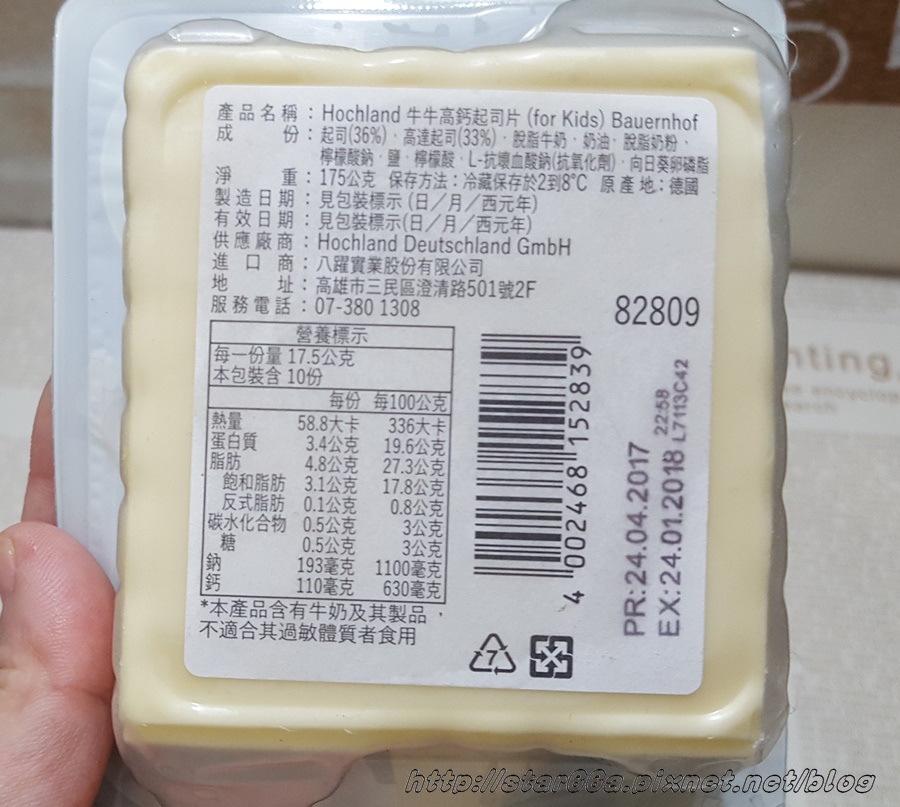 產品名稱：Hochland 牛牛高鈣起司片 (for Kids) Bauernhof
成份：起司(36%)、高達起司(33%)、脫脂牛奶、奶油、脫脂奶粉、
檸檬酸鈉、鹽、檸檬酸、L-抗壞血酸鈉(抗氧化劑)、向日葵卵磷脂
淨重：175公克 保存方法：冷藏保存於2到8°C 原產地：德國
製造日期：見包裝標示 (日／月／西元年)
有效日期：見包裝標示(日／月／西元年)
供應廠商：Hochland Deutschland GmbH
進口商：八躍實業股份有限公司
地址：高雄市三民區澄清路501號2F
服務電話：07-380 1308
82809
營養標示
每一份量 17.5公克
本包裝含 10份
每份 每100公克
熱量 58.8大卡 336大卡
蛋白質 3.4公克 19.6公克
脂肪 4.8公克 27.3公克
飽和脂肪 3.1公克 17.8公克
反式脂肪 0.1公克 0.8公克
碳水化合物 0.5公克 3公克
糖 0.5公克 3公克
鈉 193毫克 1100毫克
鈣 110毫克 630毫克
*本產品含有牛奶及其製品，
不適合其過敏體質者食用
4 002468 152839
PR:24.04.2017 22:58
EX:24.01.2018 L7113C42
7
nting.
http://star88a.pixnet.net/blog